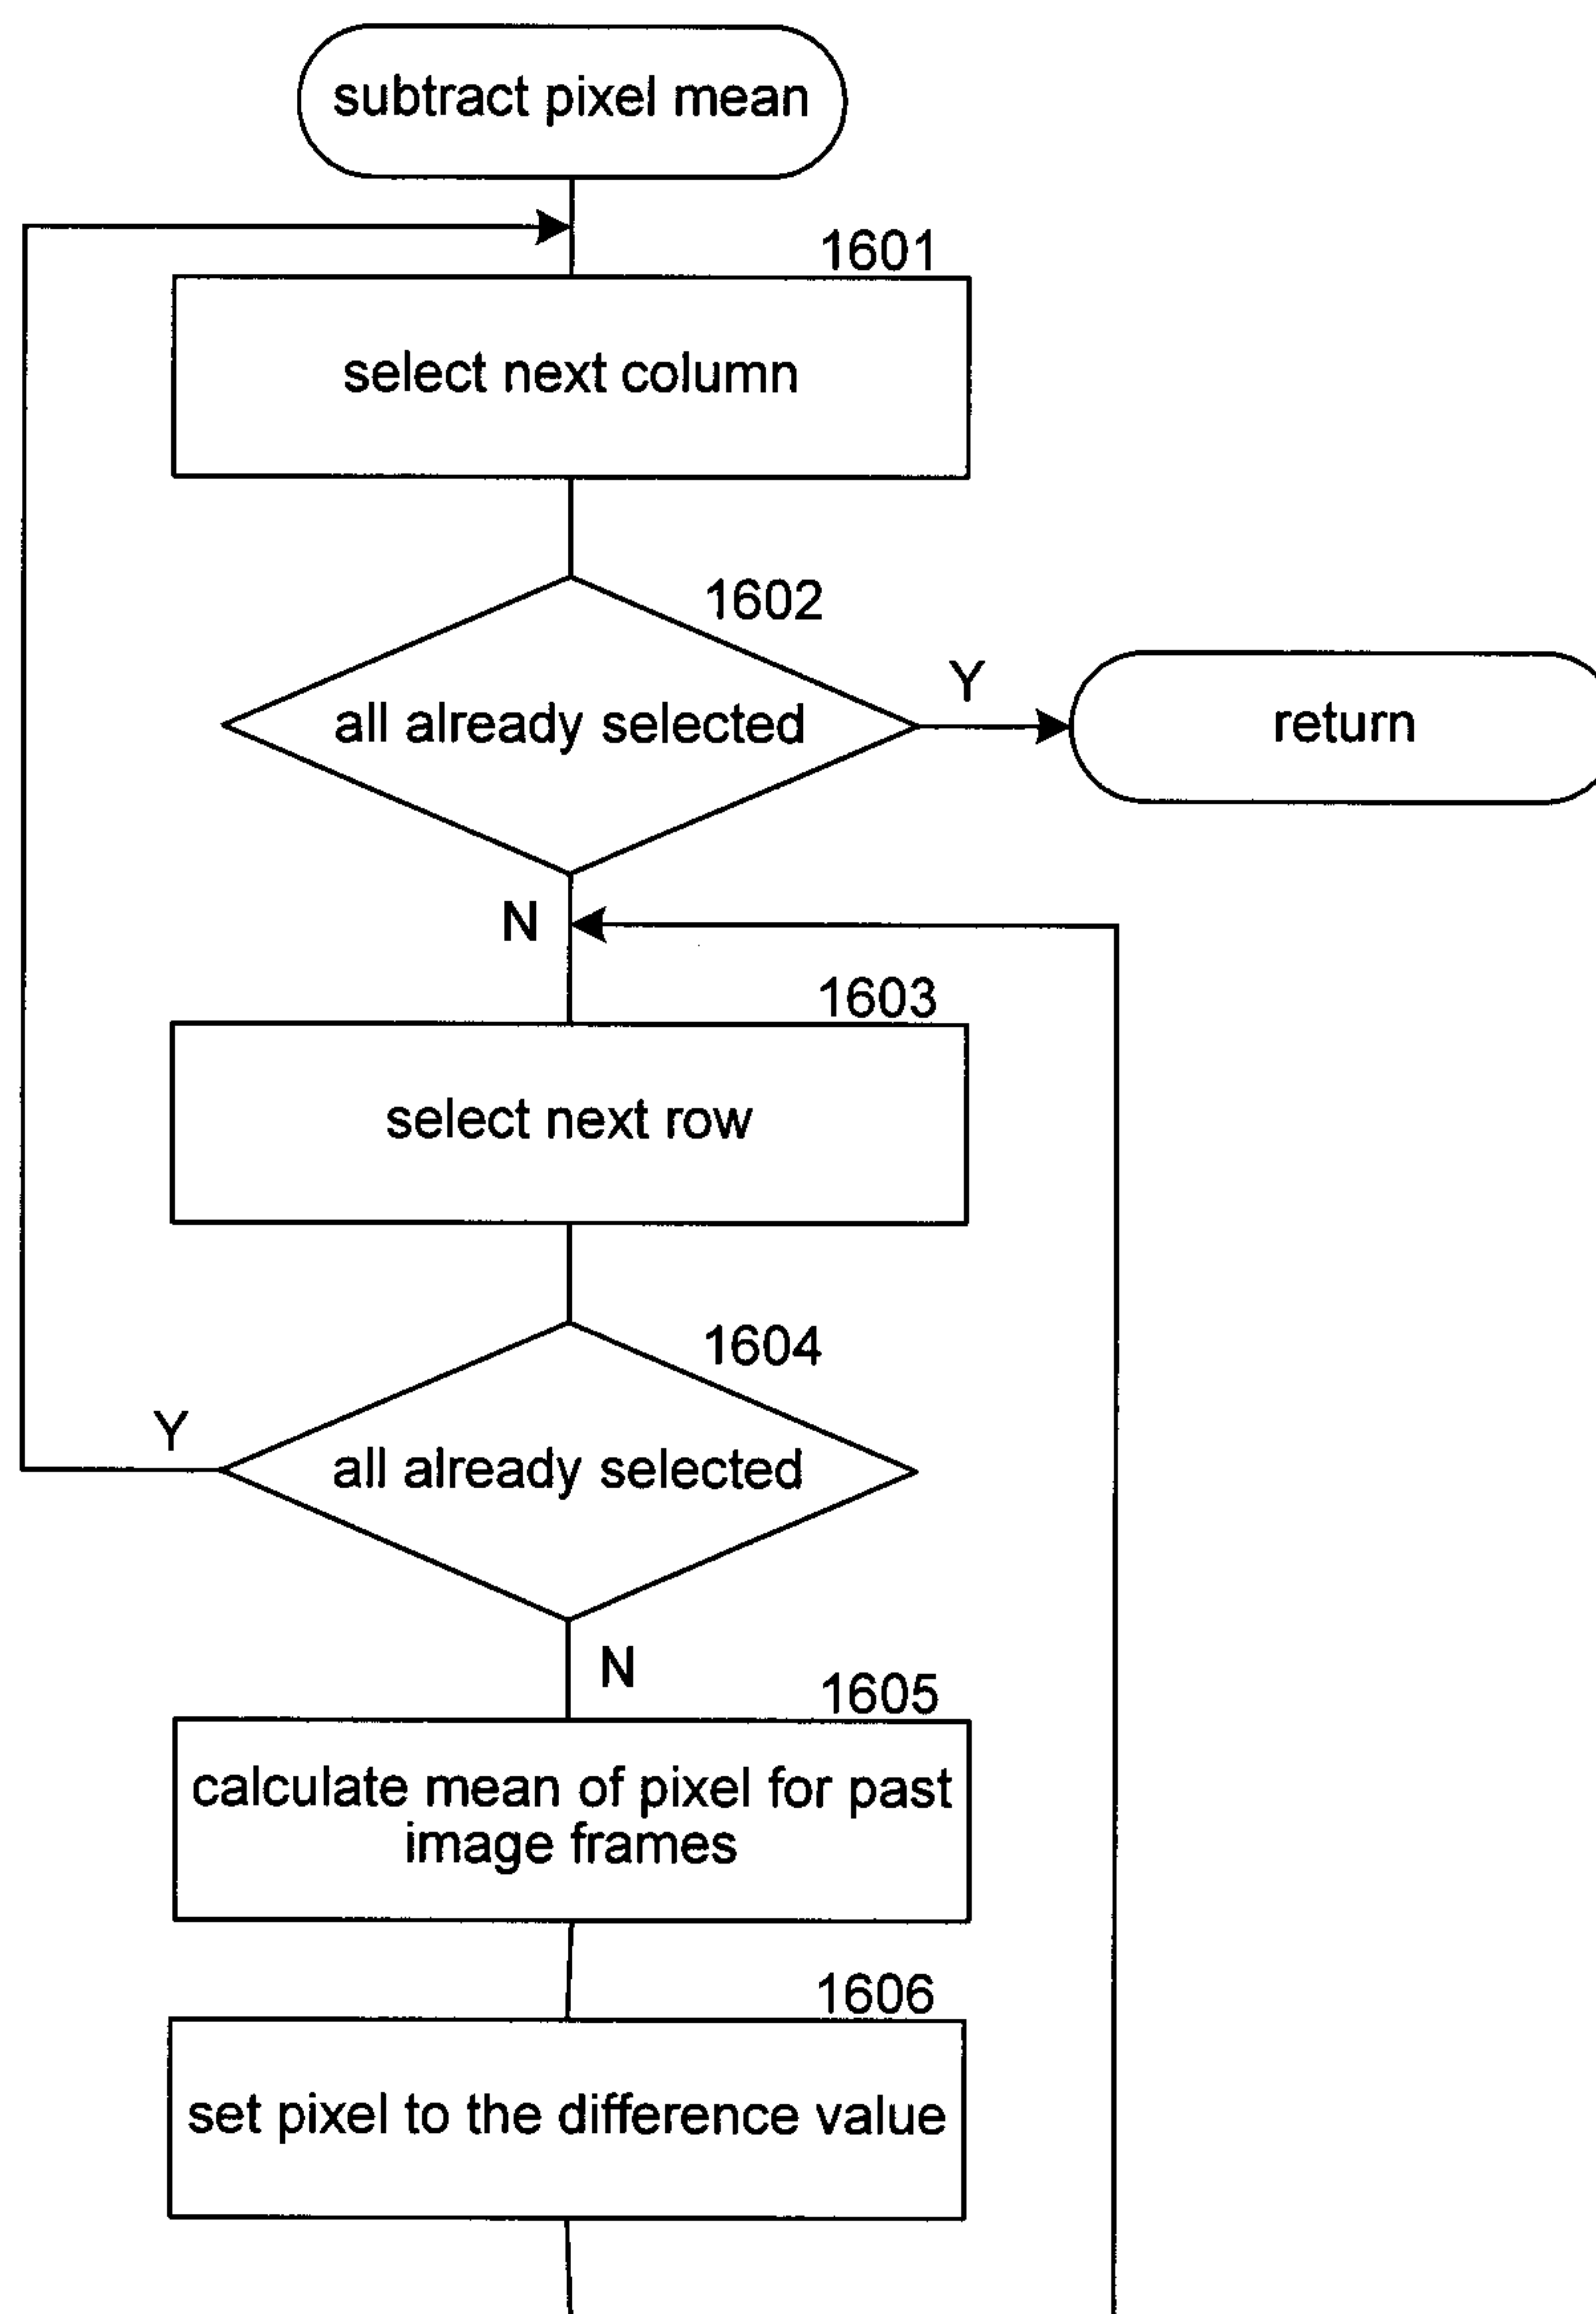 subtract pixel mean
1601
select next column
1602
all already selected
Y
return
N
1603
select next row
1604
all already selected
Y
N
1605
calculate mean of pixel for past
image frames
1606
set pixel to the difference value